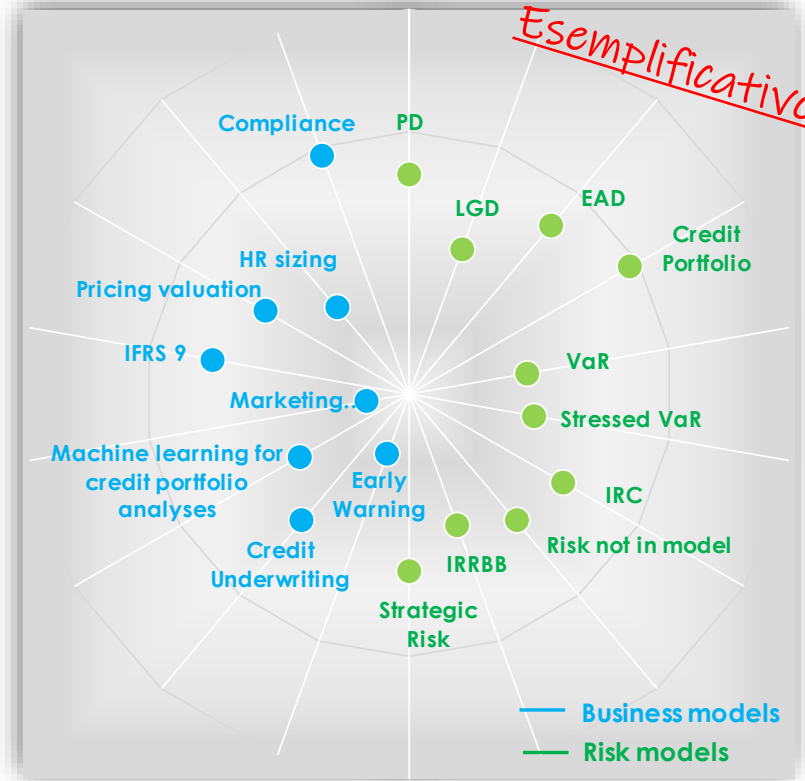 Esemplificativo
Compliance
PD
LGD
EAD
Credit
Portfolio
HR sizing
Pricing valuation
IFRS 9
VaR
Marketing..
Stressed VaR
Machine learning for
credit portfolio
analyses
Early
Warning
IRC
Credit
Underwriting
IRRBB
Risk not in model
Strategic
Risk
Business models
Risk models